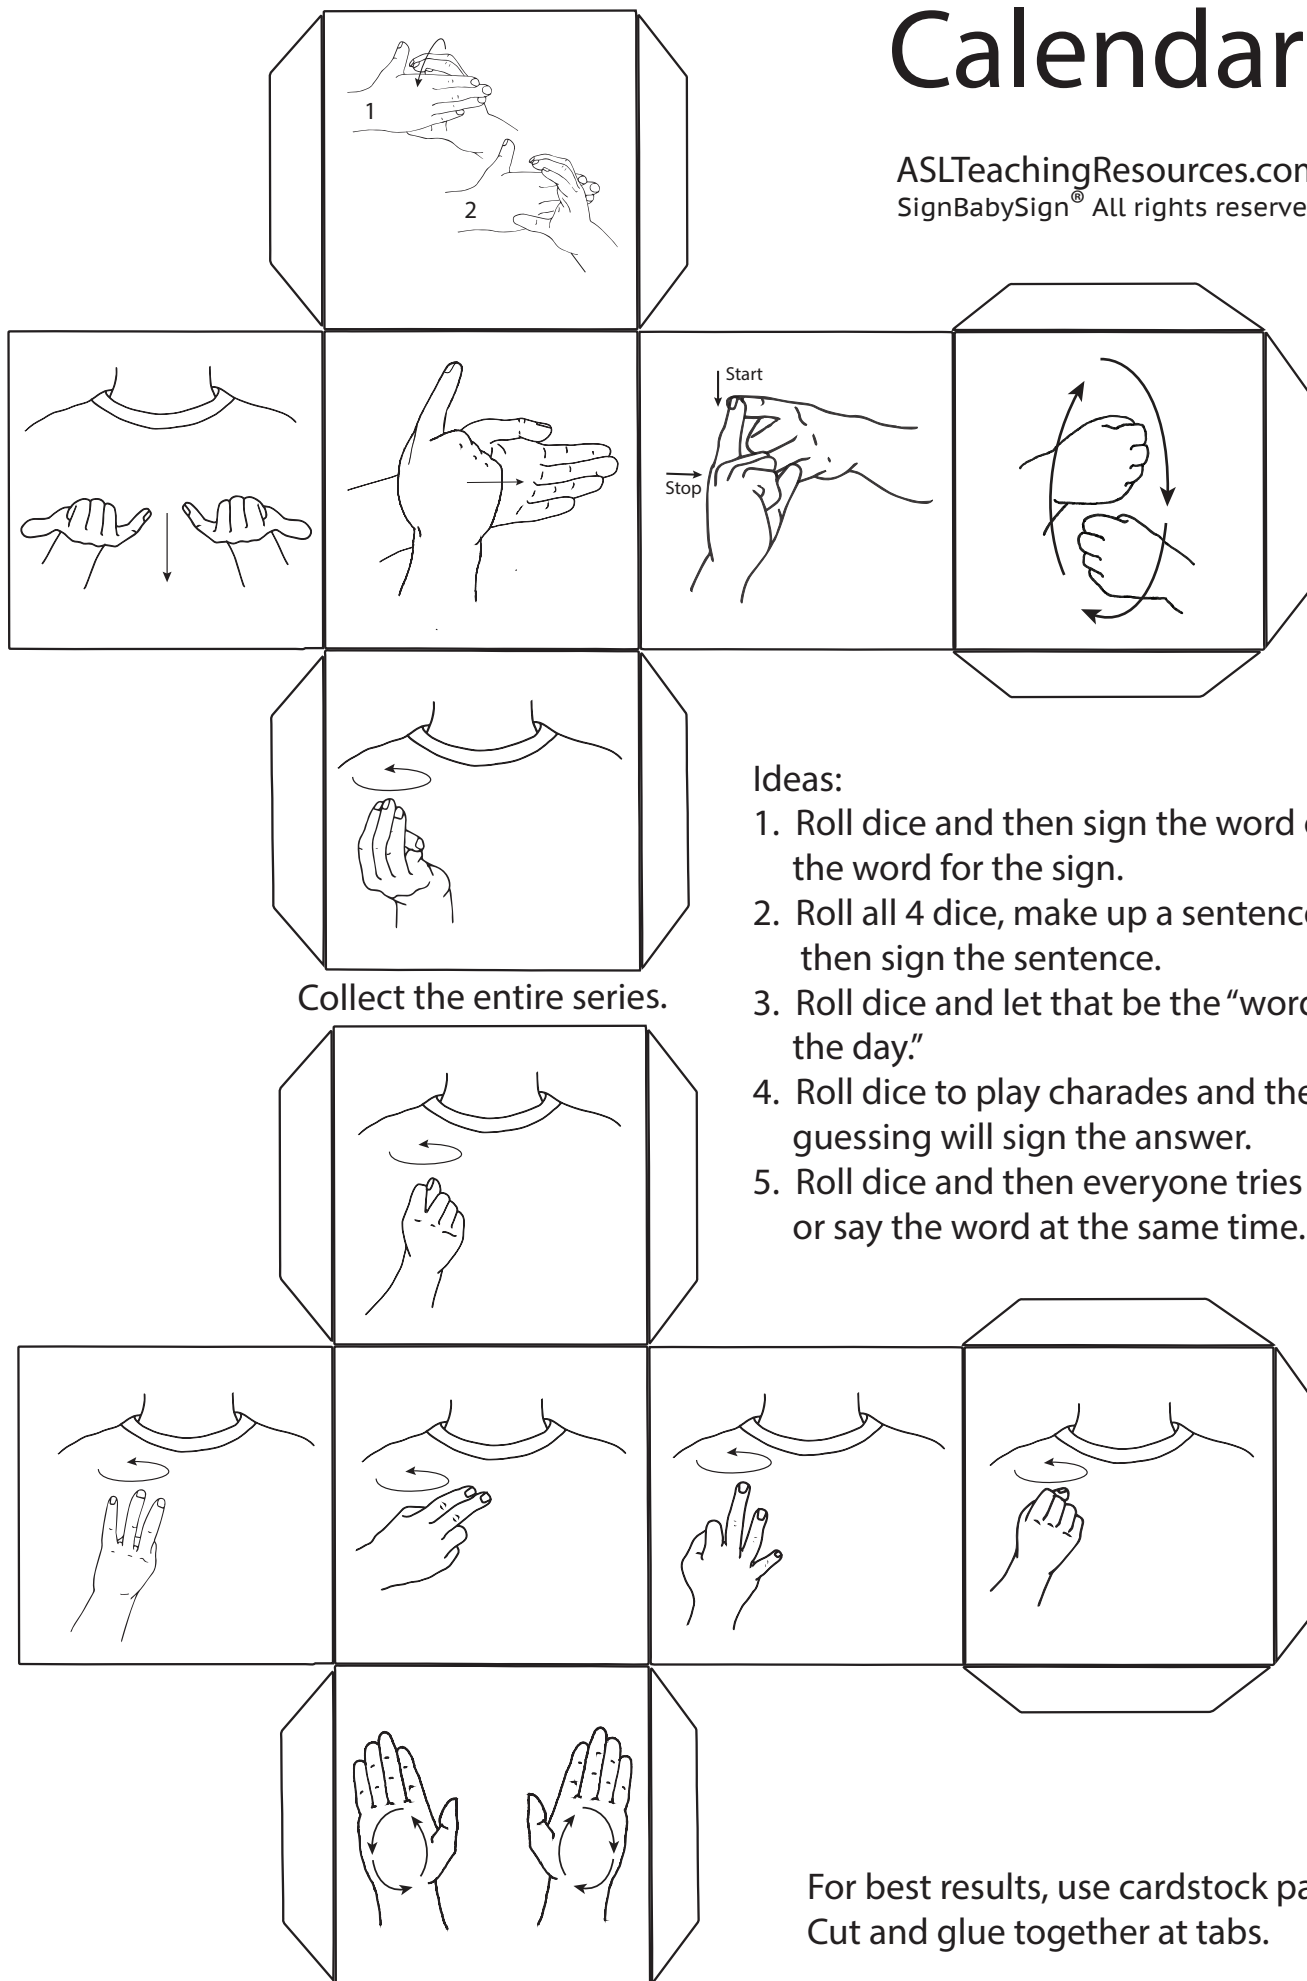 Calendar
1
2
ASLTeachingResources.com
SignBabySign® All rights reserve
Start
Stop
Ideas:
1. Roll dice and then sign the word
the word for the sign.
2. Roll all 4 dice, make up a sentence
then sign the sentence.
3. Roll dice and let that be the “word
the day.”
4. Roll dice to play charades and the
guessing will sign the answer.
5. Roll dice and then everyone tries
or say the word at the same time.
Collect the entire series.
For best results, use cardstock pa
Cut and glue together at tabs.